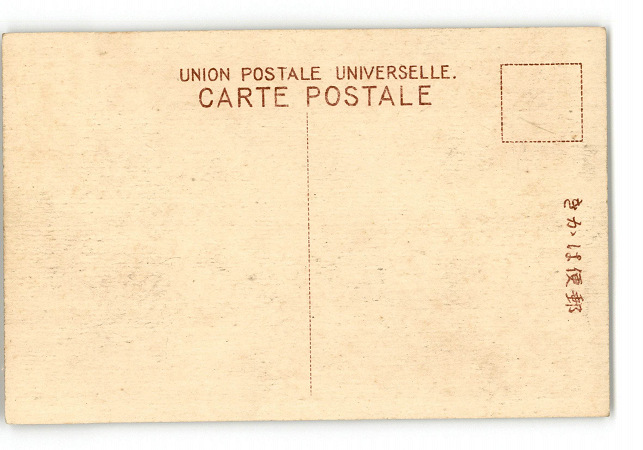 UNION POSTALE UNIVERSELLE.
CARTE POSTALE
郵便はかき